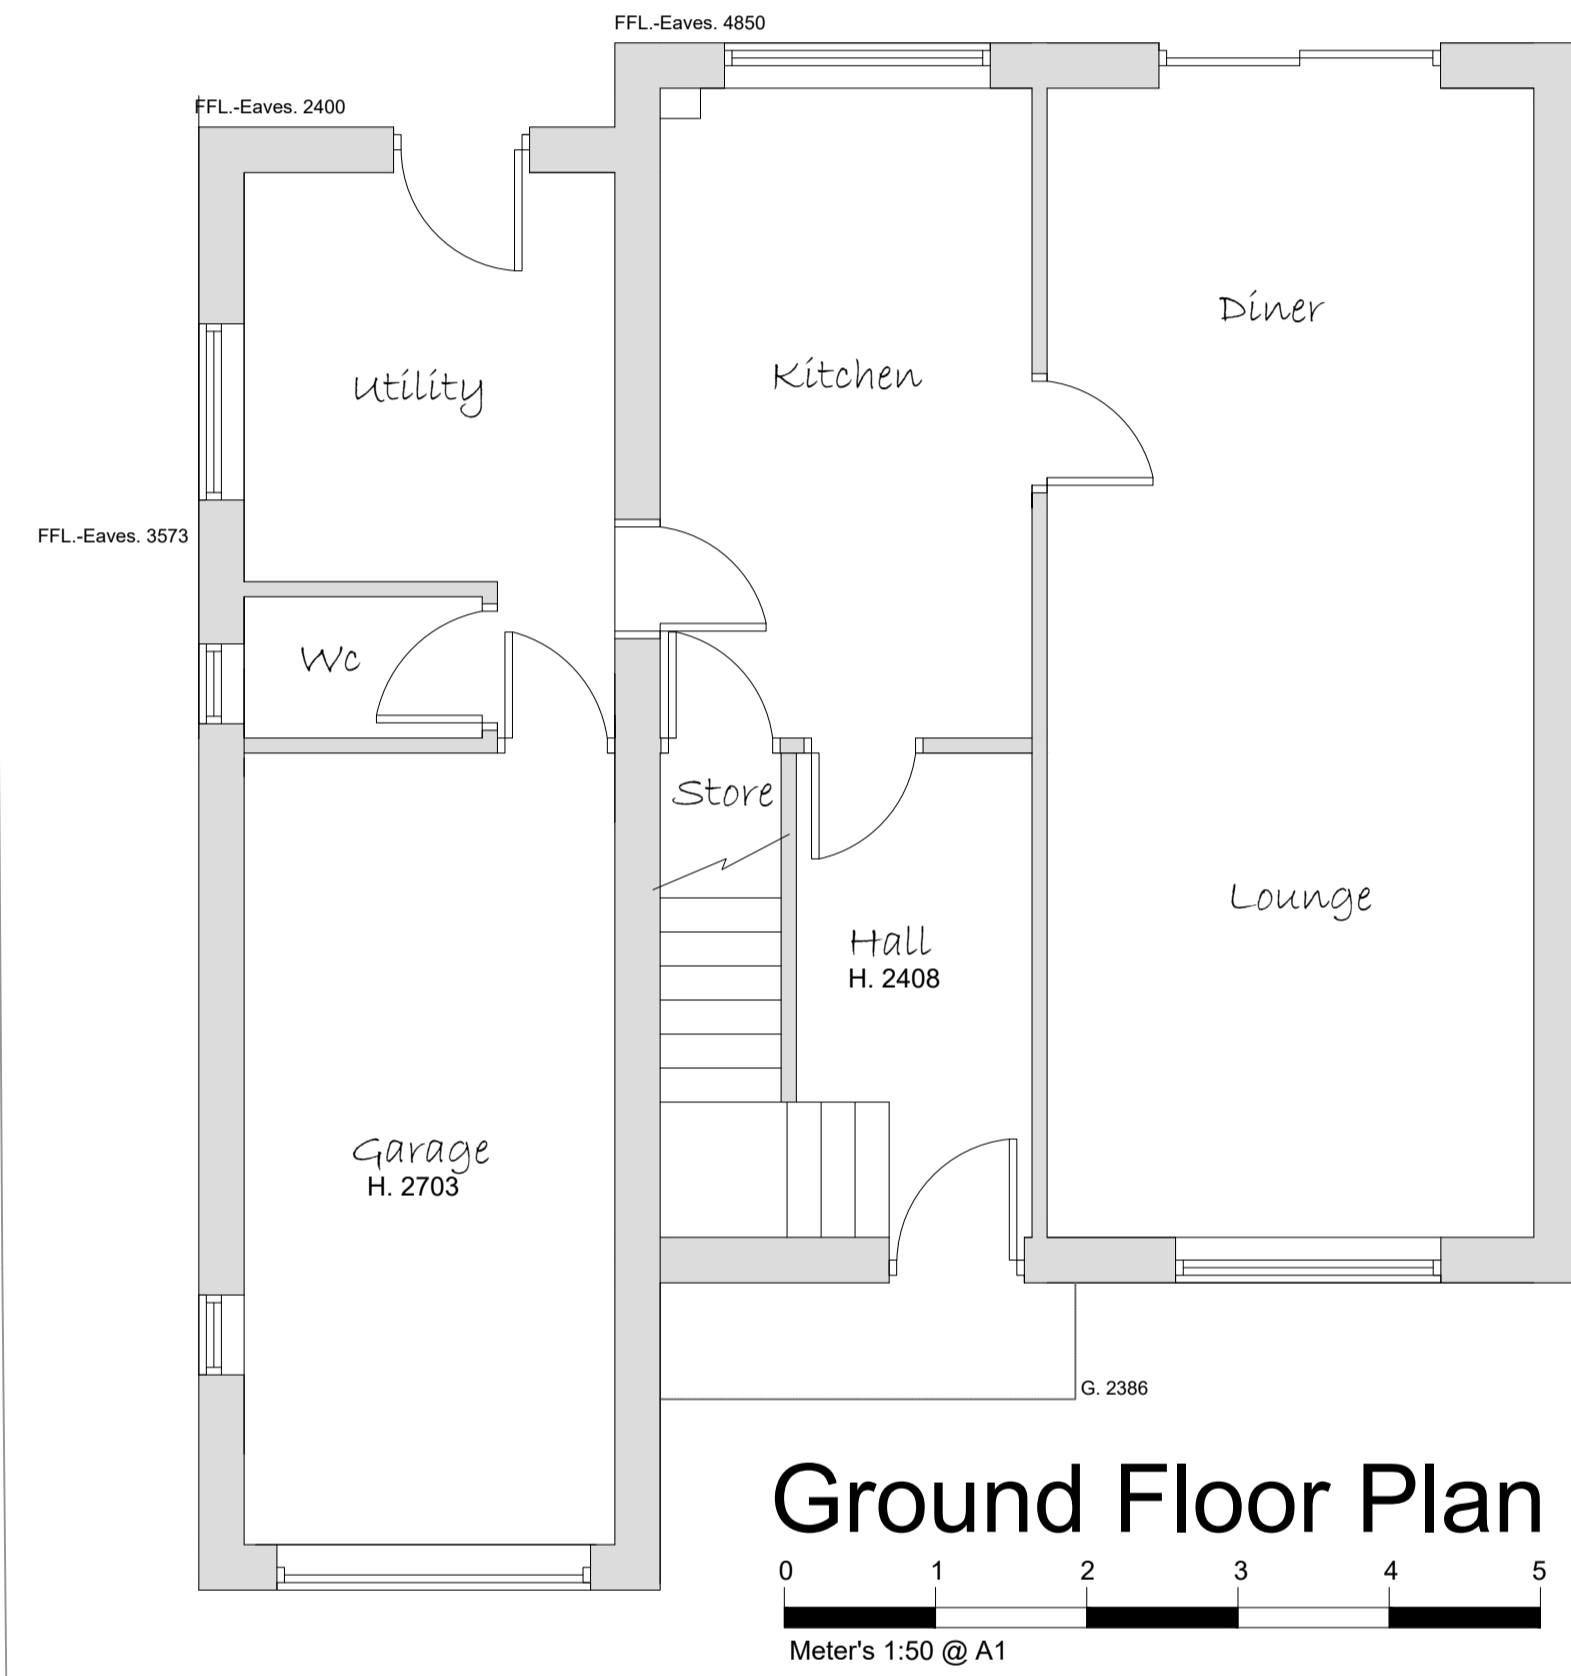 FFL.-Eaves. 4850
FFL.-Eaves. 2400
Diner
Kitchen
Utility
FFL.-Eaves. 3573
Wc
Store
Lounge
Hall
H. 2408
Garage
H. 2703
G. 2386
Ground Floor Plan
0 1 2 3 4 5
Meter's 1:50 @ A1